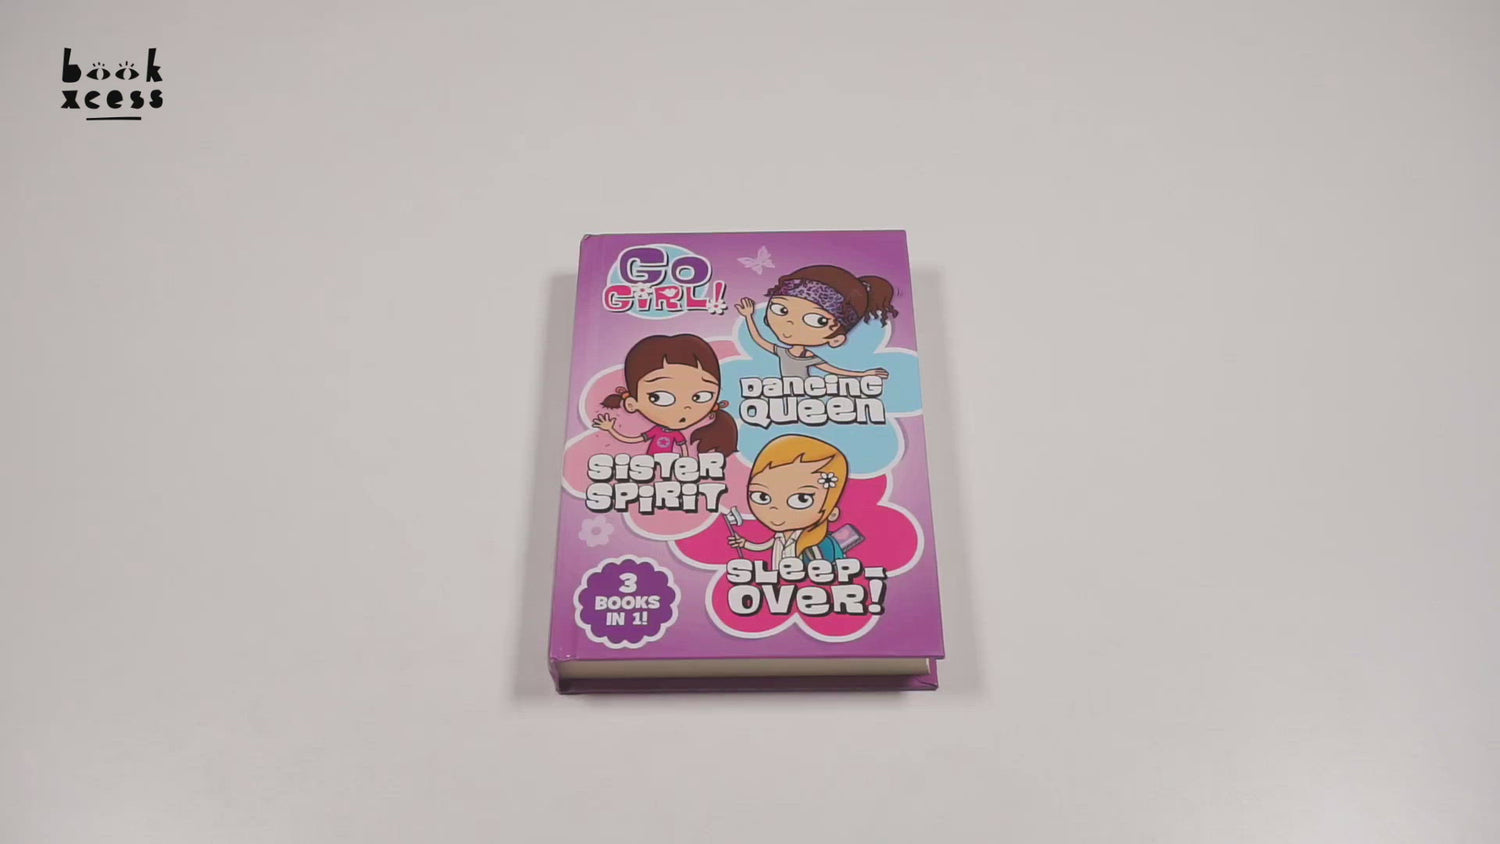 book
xcess
GO
GIRL!
DANCING
QUEEN
SISTER
SPIRIT
SLEEP-
OVER!
3
BOOKS
IN 1!